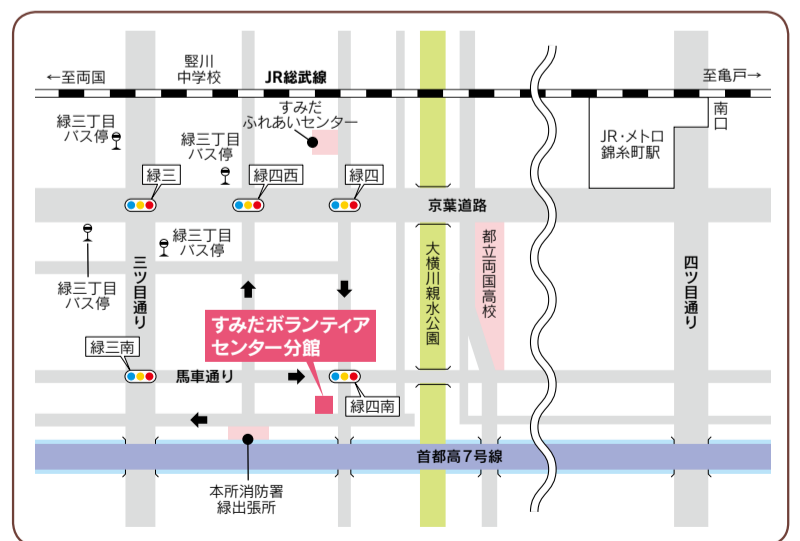 ←至両国
竪川
中学校
JR総武線
至亀戸→
南口
すみだ
ふれあいセンター
JR・メトロ
錦糸町駅
緑三丁目
バス停
緑三丁目
バス停
緑三
緑四西
緑四
京葉道路
緑三丁目
バス停
緑三丁目
バス停
三ツ目通り
大横川親水公園
都立両国高校
四ツ目通り
すみだボランティア
センター分館
緑三南
馬車通り
緑四南
首都高7号線
本所消防署
緑出張所